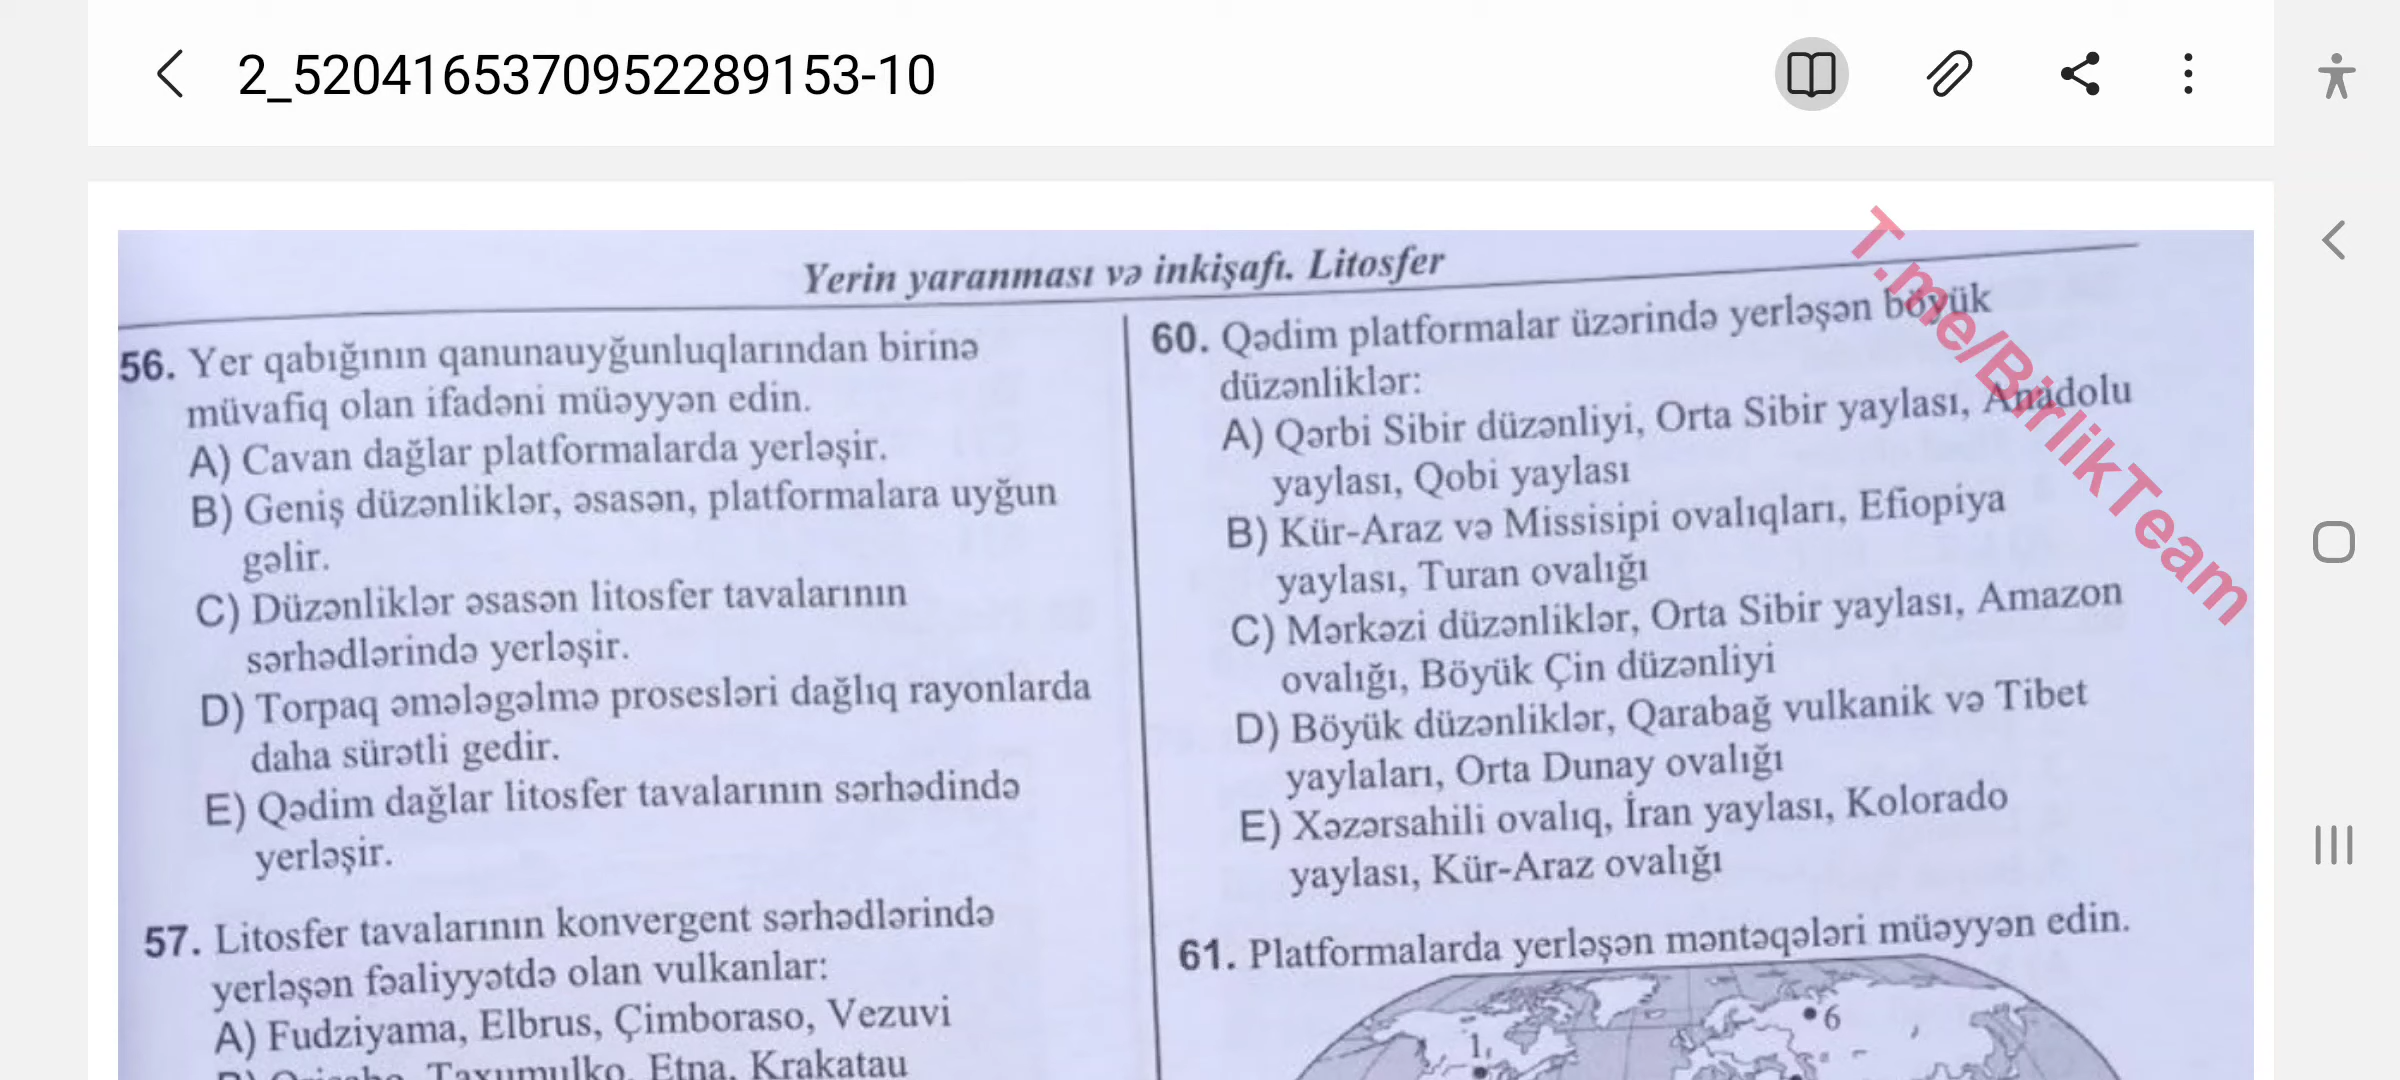 2_5204165370952289153-10
T.me/BirlikTeam
Yerin yaranması və inkişafı. Litosfer
56. Yer qabığının qanunauyğunluqlarından birinə
müvafiq olan ifadəni müəyyən edin.
A) Cavan dağlar platformalarda yerləşir.
B) Geniş düzənliklər, əsasən, platformalara uyğun
gəlir.
C) Düzənliklər əsasən litosfer tavalarının
sərhədlərində yerləşir.
D) Torpaq əmələgəlmə prosesləri dağlıq rayonlarda
daha sürətli gedir.
E) Qədim dağlar litosfer tavalarının sərhədində
yerləşir.
57. Litosfer tavalarının konvergent sərhədlərində
yerləşən fəaliyyətdə olan vulkanlar:
A) Fudziyama, Elbrus, Çimboraso, Vezuvi
B) Orisaba, Taxumulko, Etna, Krakatau
60. Qədim platformalar üzərində yerləşən böyük
düzənliklər:
A) Qərbi Sibir düzənliyi, Orta Sibir yaylası, Anadolu
yaylası, Qobi yaylası
B) Kür-Araz və Missisipi ovalıqları, Efiopiya
yaylası, Turan ovalığı
C) Mərkəzi düzənliklər, Orta Sibir yaylası, Amazon
ovalığı, Böyük Çin düzənliyi
D) Böyük düzənliklər, Qarabağ vulkanik və Tibet
yaylaları, Orta Dunay ovalığı
E) Xəzərsahili ovalıq, İran yaylası, Kolorado
yaylası, Kür-Araz ovalığı
61. Platformalarda yerləşən məntəqələri müəyyən edin.
6
1